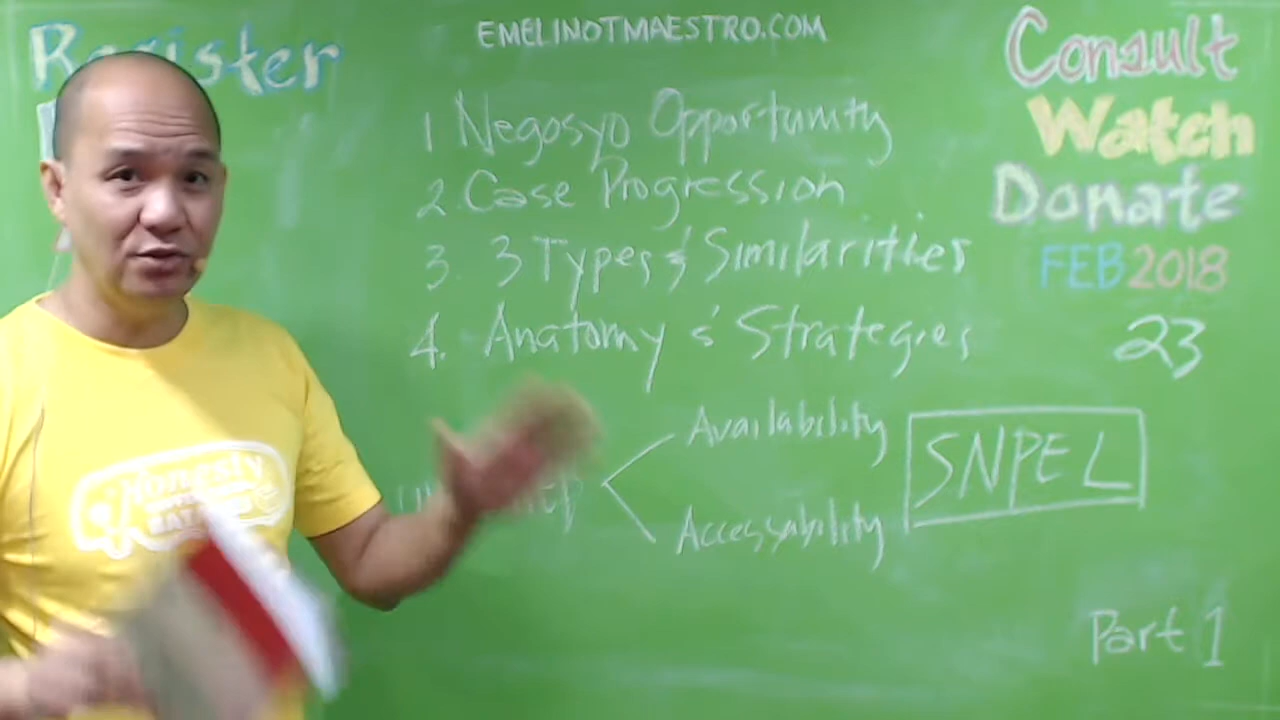 Register
EMELINOTMAESTRO.COM
Consult
Watch
Donate
FEB 2018
23
1 Negosyo Opportunity
2. Case Progression
3. 3 Types & Similarities
4. Anatomy & Strategies
Availability
Accessability
SNPEL
Part 1
Honesty